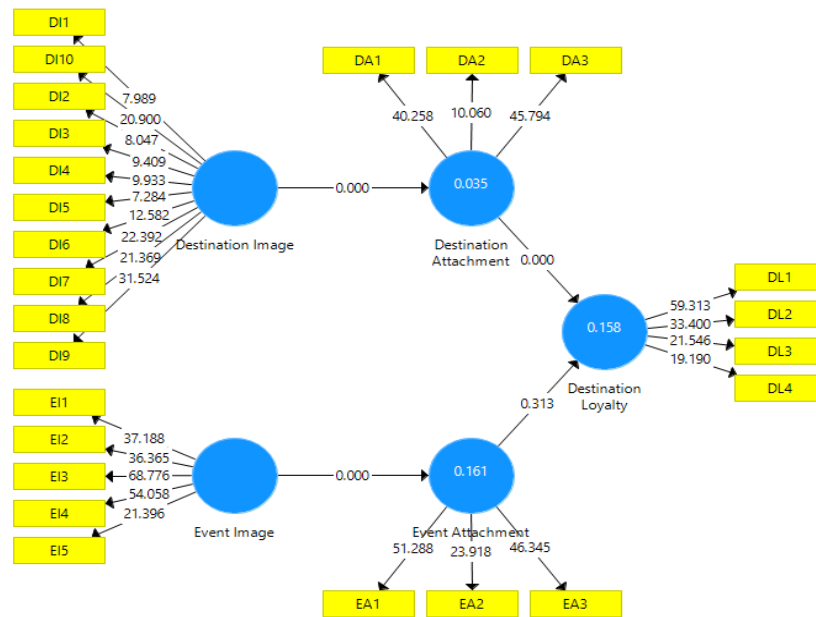 DI1
DI10
DI2
DI3
DI4
DI5
DI6
DI7
DI8
DI9
7.989
20.900
8.047
9.409
9.933
7.284
12.582
22.392
21.369
31.524
Destination Image
0.000
DA1
DA2
DA3
40.258
10.060
45.794
0.035
Destination
Attachment
0.000
0.158
Destination
Loyalty
59.313
33.400
21.546
19.190
DL1
DL2
DL3
DL4
0.313
EI1
EI2
EI3
EI4
EI5
37.188
36.365
68.776
54.058
21.396
Event Image
0.000
0.161
Event Attachment
51.288
23.918
46.345
EA1
EA2
EA3